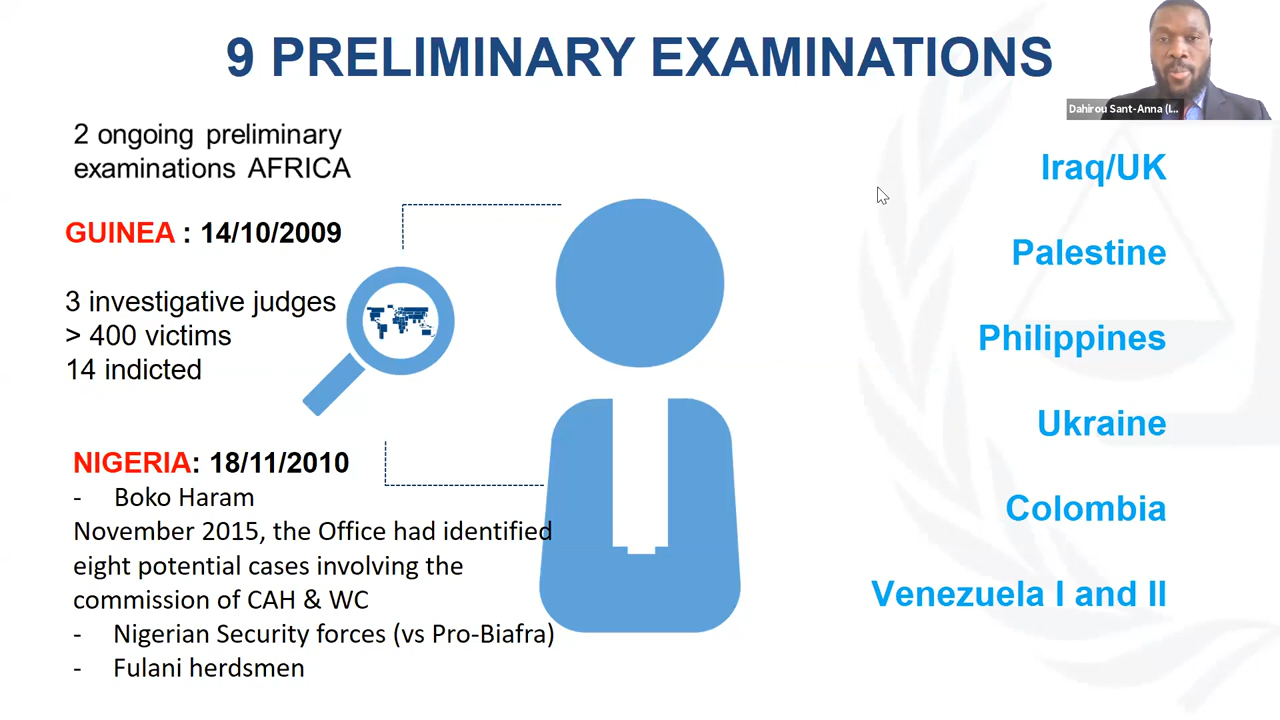 9 PRELIMINARY EXAMINATIONS
Dahirou Sant-Anna (I...
2 ongoing preliminary
examinations AFRICA
GUINEA : 14/10/2009
3 investigative judges
> 400 victims
14 indicted
NIGERIA: 18/11/2010
- Boko Haram
November 2015, the Office had identified
eight potential cases involving the
commission of CAH & WC
- Nigerian Security forces (vs Pro-Biafra)
- Fulani herdsmen
Iraq/UK
Palestine
Philippines
Ukraine
Colombia
Venezuela I and II